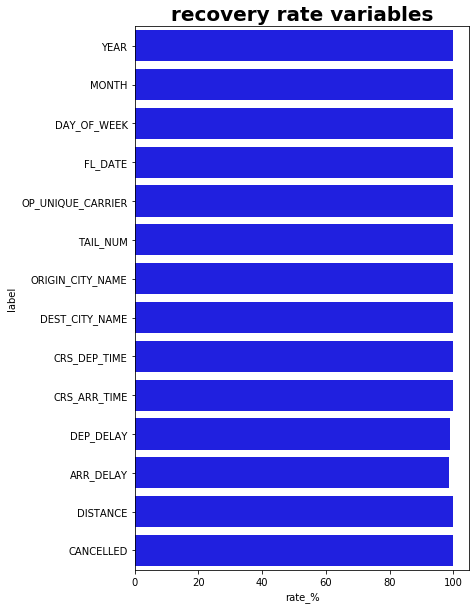 recovery rate variables
label
YEAR
MONTH
DAY_OF_WEEK
FL_DATE
OP_UNIQUE_CARRIER
TAIL_NUM
ORIGIN_CITY_NAME
DEST_CITY_NAME
CRS_DEP_TIME
CRS_ARR_TIME
DEP_DELAY
ARR_DELAY
DISTANCE
CANCELLED
0 20 40 60 80 100
rate_%